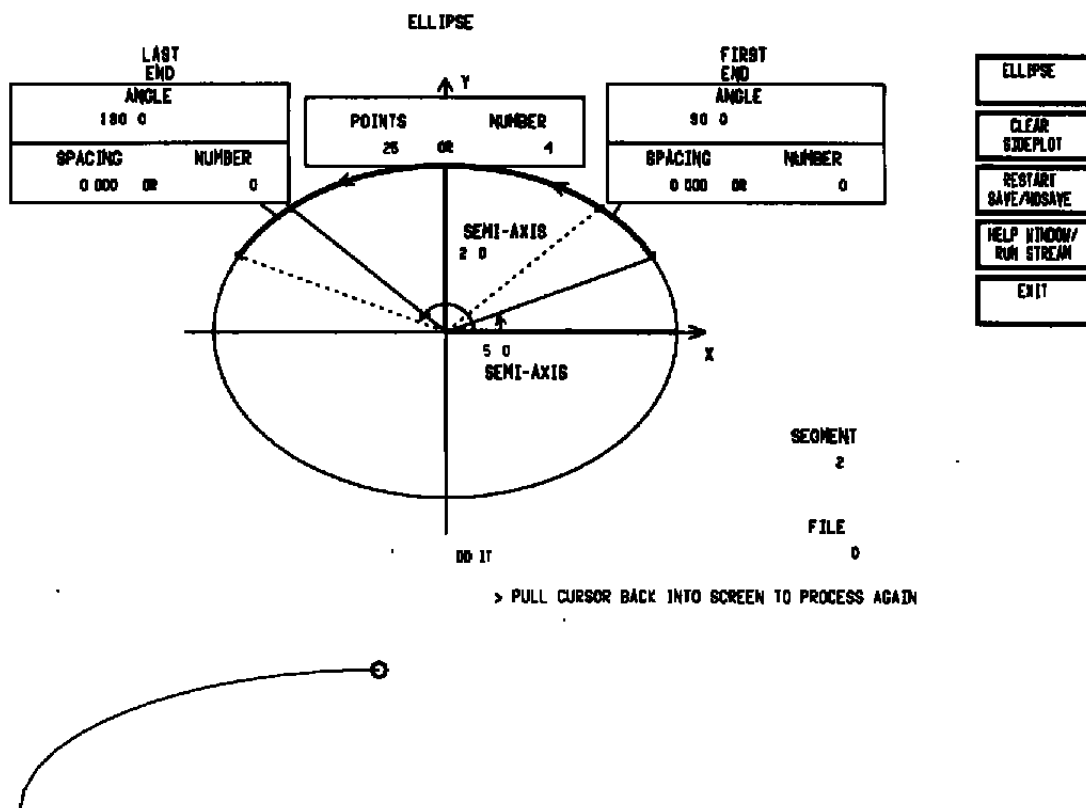 ELLIPSE
LAST
END
ANGLE
180 0
SPACING NUMBER
0 000 OR 0
Y
POINTS NUMBER
25 OR 4
FIRST
END
ANGLE
90 0
SPACING NUMBER
0 000 OR 0
SEMI-AXIS
2 0
5 0
SEMI-AXIS
X
ELLIPSE
CLEAR
SIDEPLOT
RESTART
SAVE/NOSAVE
HELP WINDOW/
RUN STREAM
EXIT
SEGMENT
2
FILE
0
DO IT
> PULL CURSOR BACK INTO SCREEN TO PROCESS AGAIN